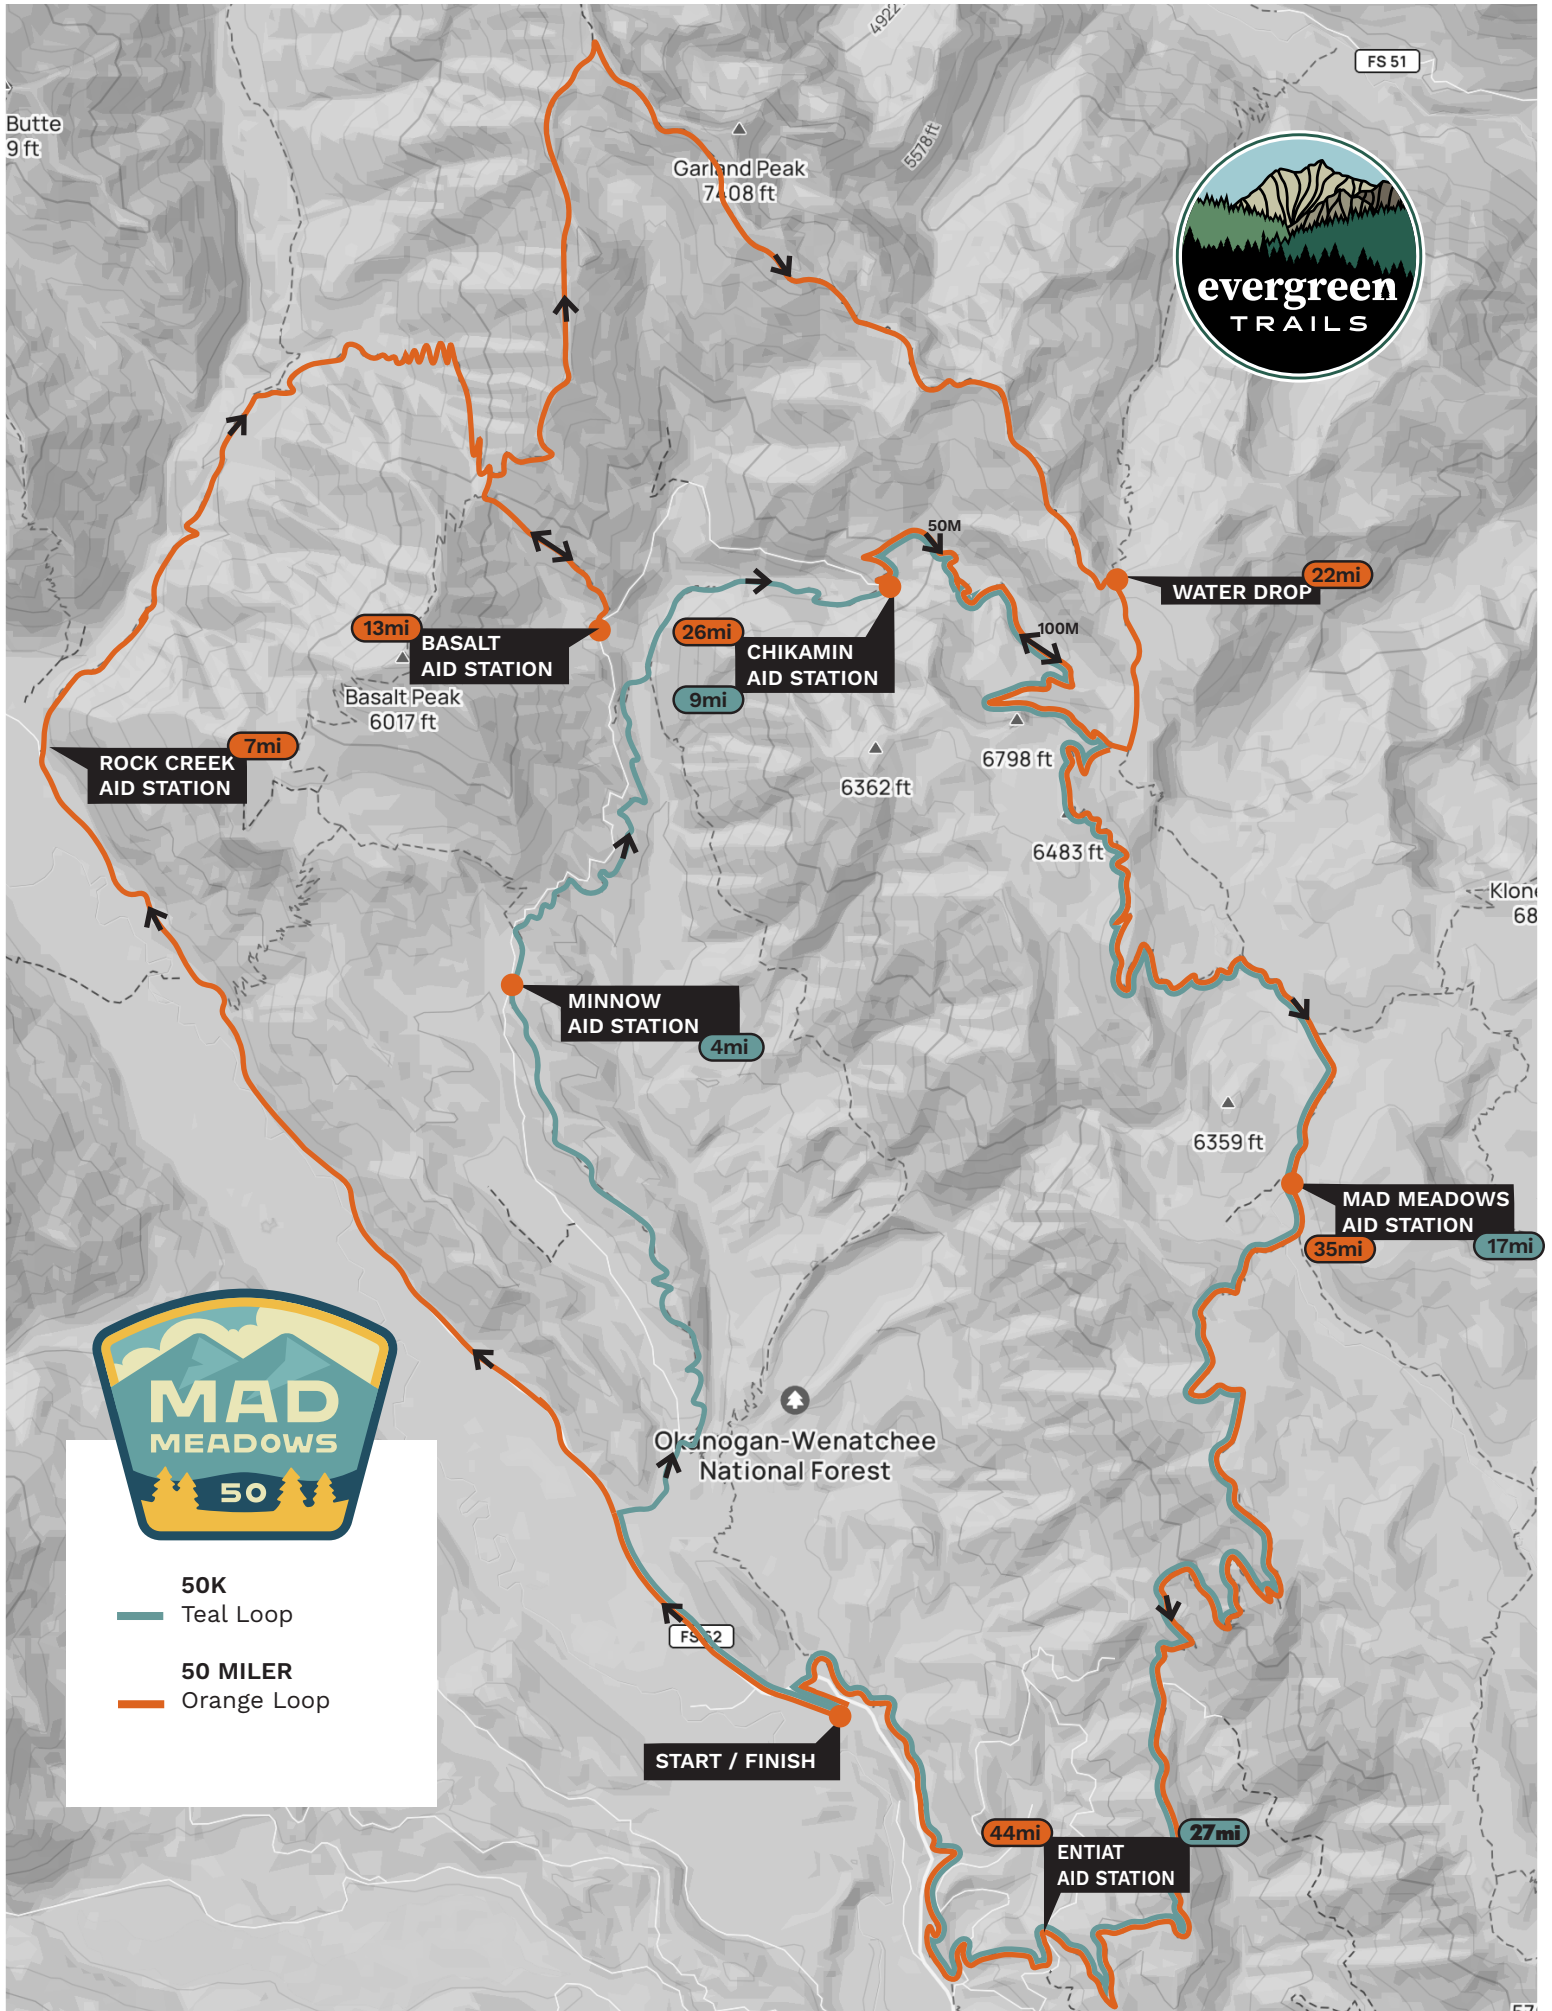 4922
FS 51
Butte
9 ft
5578 ft
Garland Peak
7408 ft
evergreen
TRAILS
50M
22mi
WATER DROP
13mi
BASALT
AID STATION
26mi
CHIKAMIN
AID STATION
100M
9mi
Basalt Peak
6017 ft
7mi
ROCK CREEK
AID STATION
6798 ft
6362 ft
6483 ft
Klone
68
MINNOW
AID STATION
4mi
6359 ft
MAD MEADOWS
AID STATION
35mi
17mi
MAD
MEADOWS
50
Okanogan-Wenatchee
National Forest
50K
Teal Loop
50 MILER
Orange Loop
FS 62
START / FINISH
44mi
27mi
ENTIAT
AID STATION